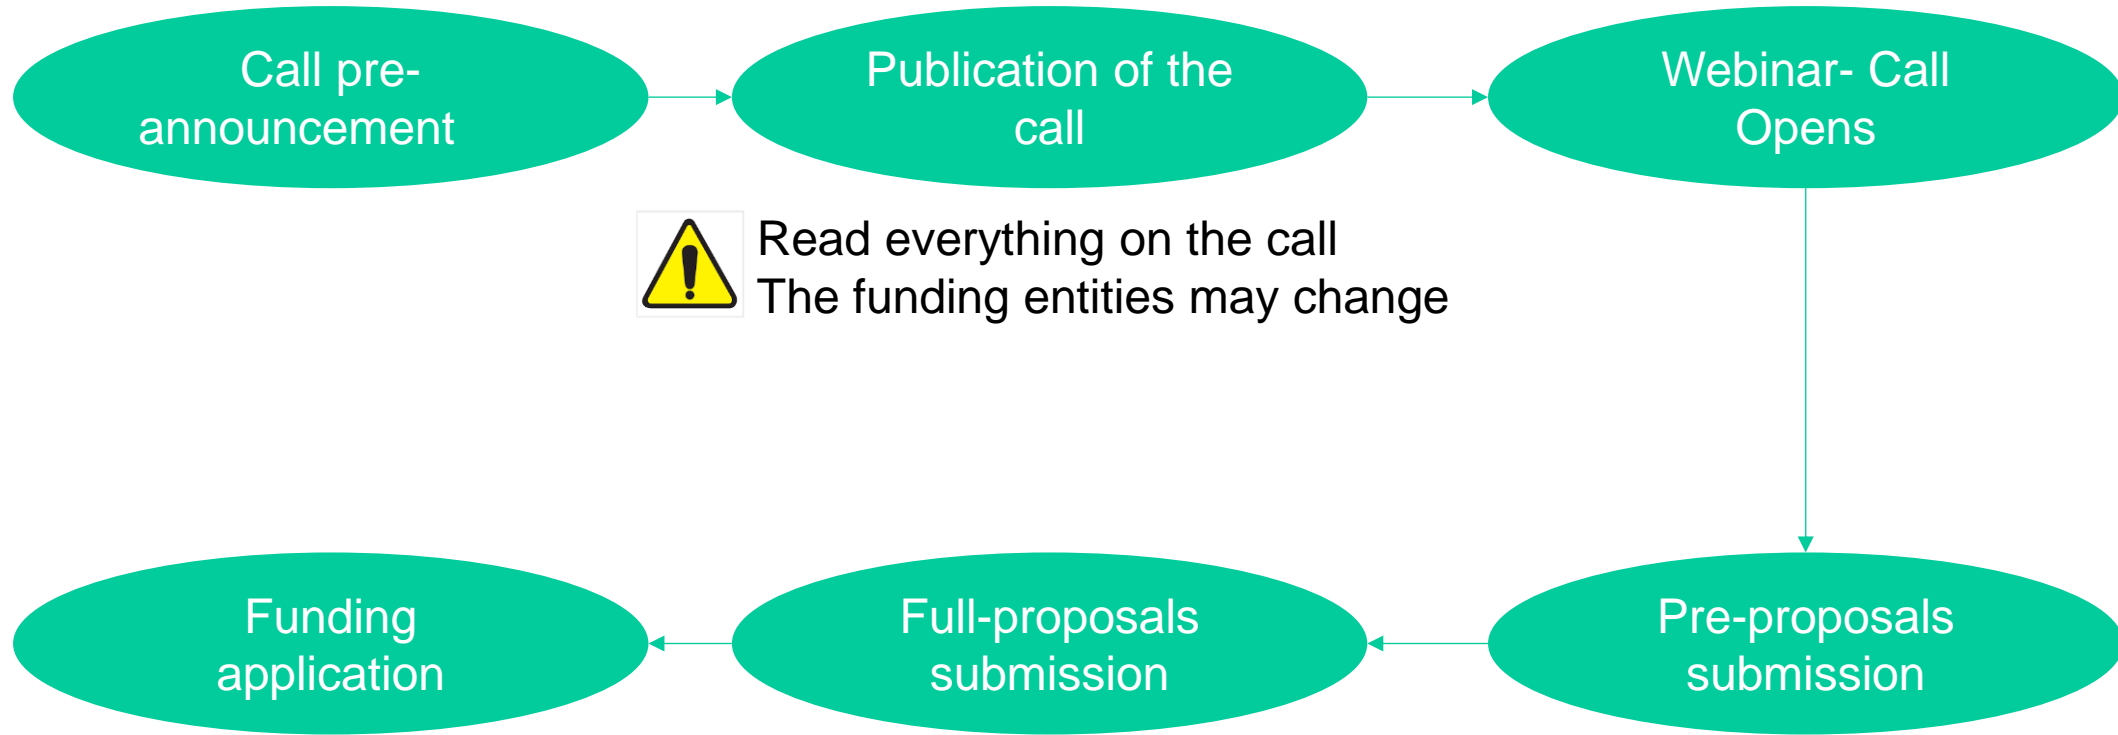 Call pre-
announcement
Publication of the
call
Webinar- Call
Opens
Read everything on the call
The funding entities may change
Pre-proposals
submission
Full-proposals
submission
Funding
application